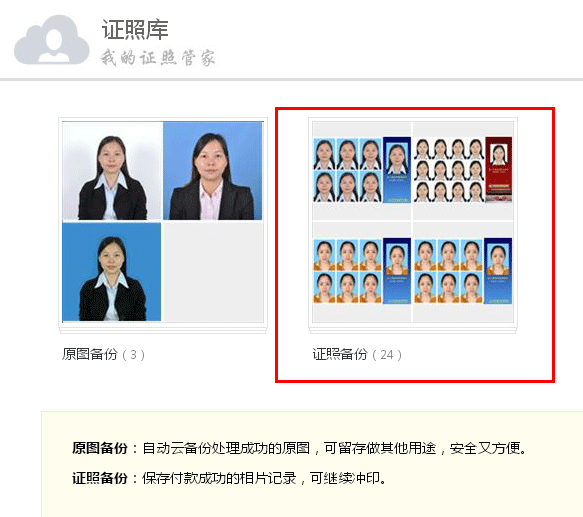 证照库
我的证照管家
原图备份（3）
证照备份（24）
原图备份：自动云备份处理成功的原图，可留存做其他用途，安全又方便。
证照备份：保存付款成功的相片记录，可继续冲印。